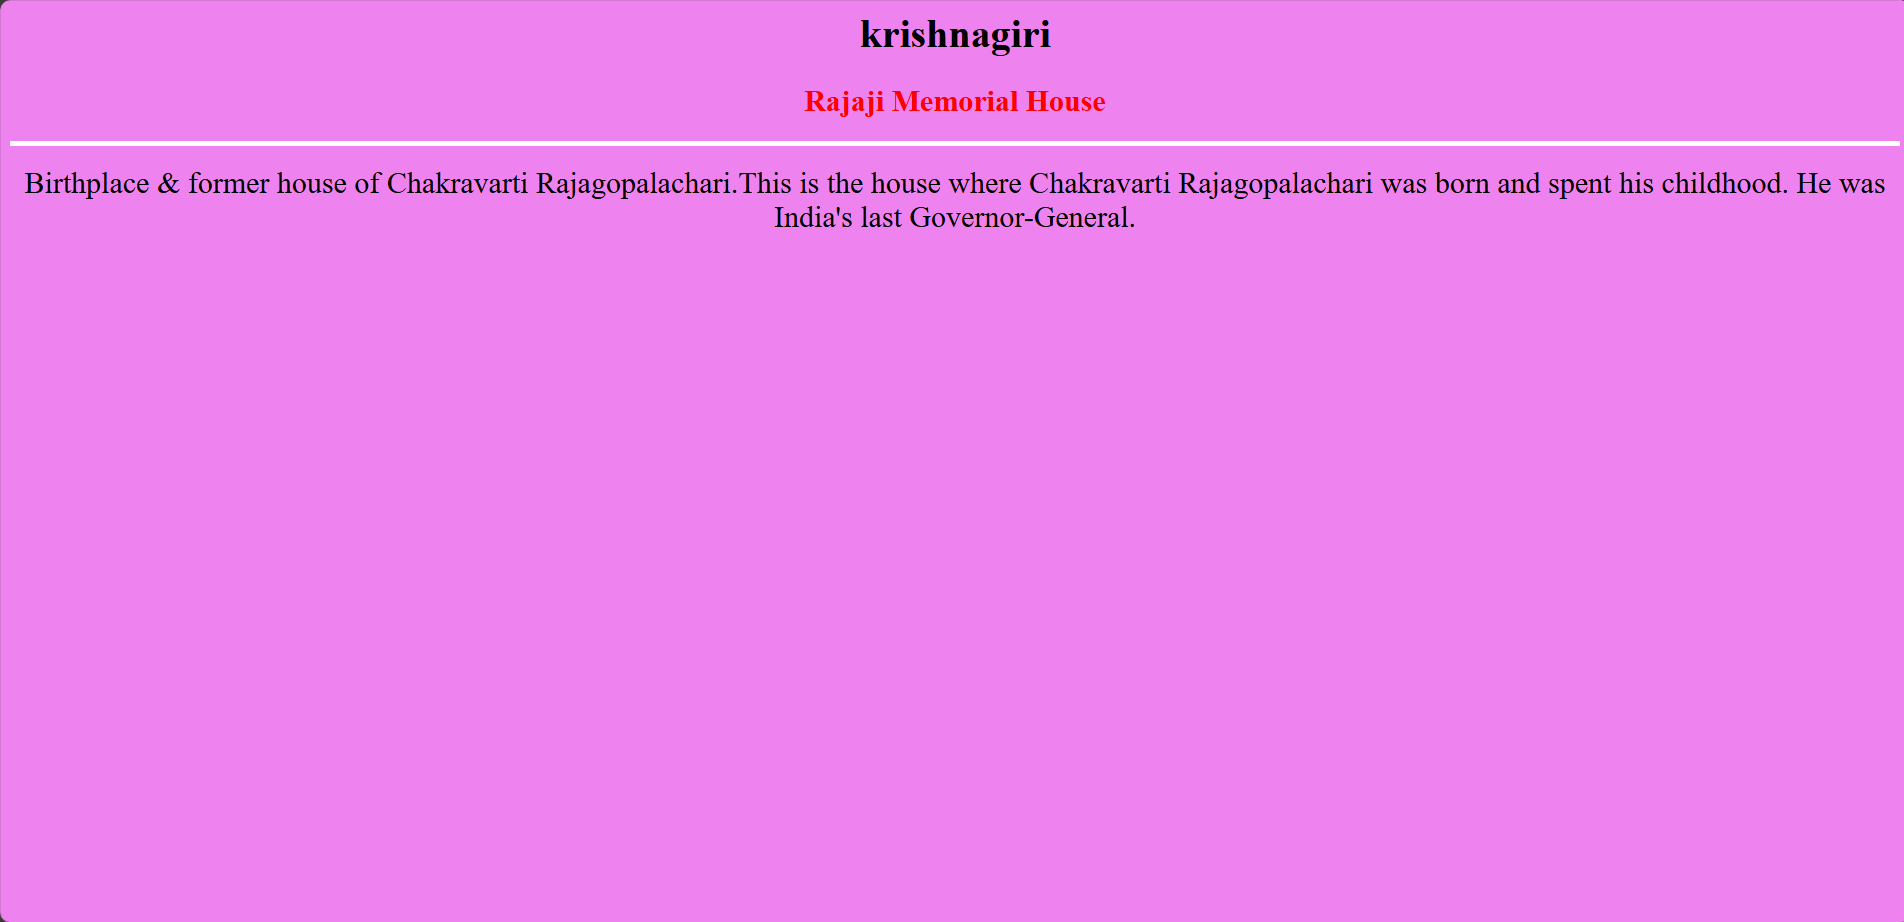 krishnagiri
Rajaji Memorial House
Birthplace & former house of Chakravarti Rajagopalachari.This is the house where Chakravarti Rajagopalachari was born and spent his childhood. He was
India's last Governor-General.